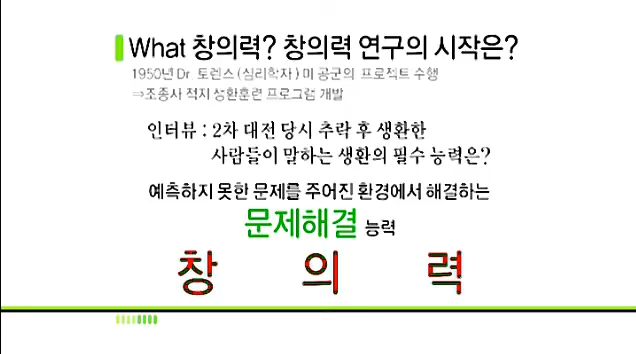 What 창의력? 창의력 연구의 시작은?
1950년 Dr 토렌스 (심리학자) 미 공군의 프로젝트 수행
⇒조종사 적지 생환훈련 프로그램 개발
인터뷰 : 2차 대전 당시 추락 후 생환한
사람들이 말하는 생환의 필수 능력은?
예측하지 못한 문제를 주어진 환경에서 해결하는
문제해결 능력
창 의 력